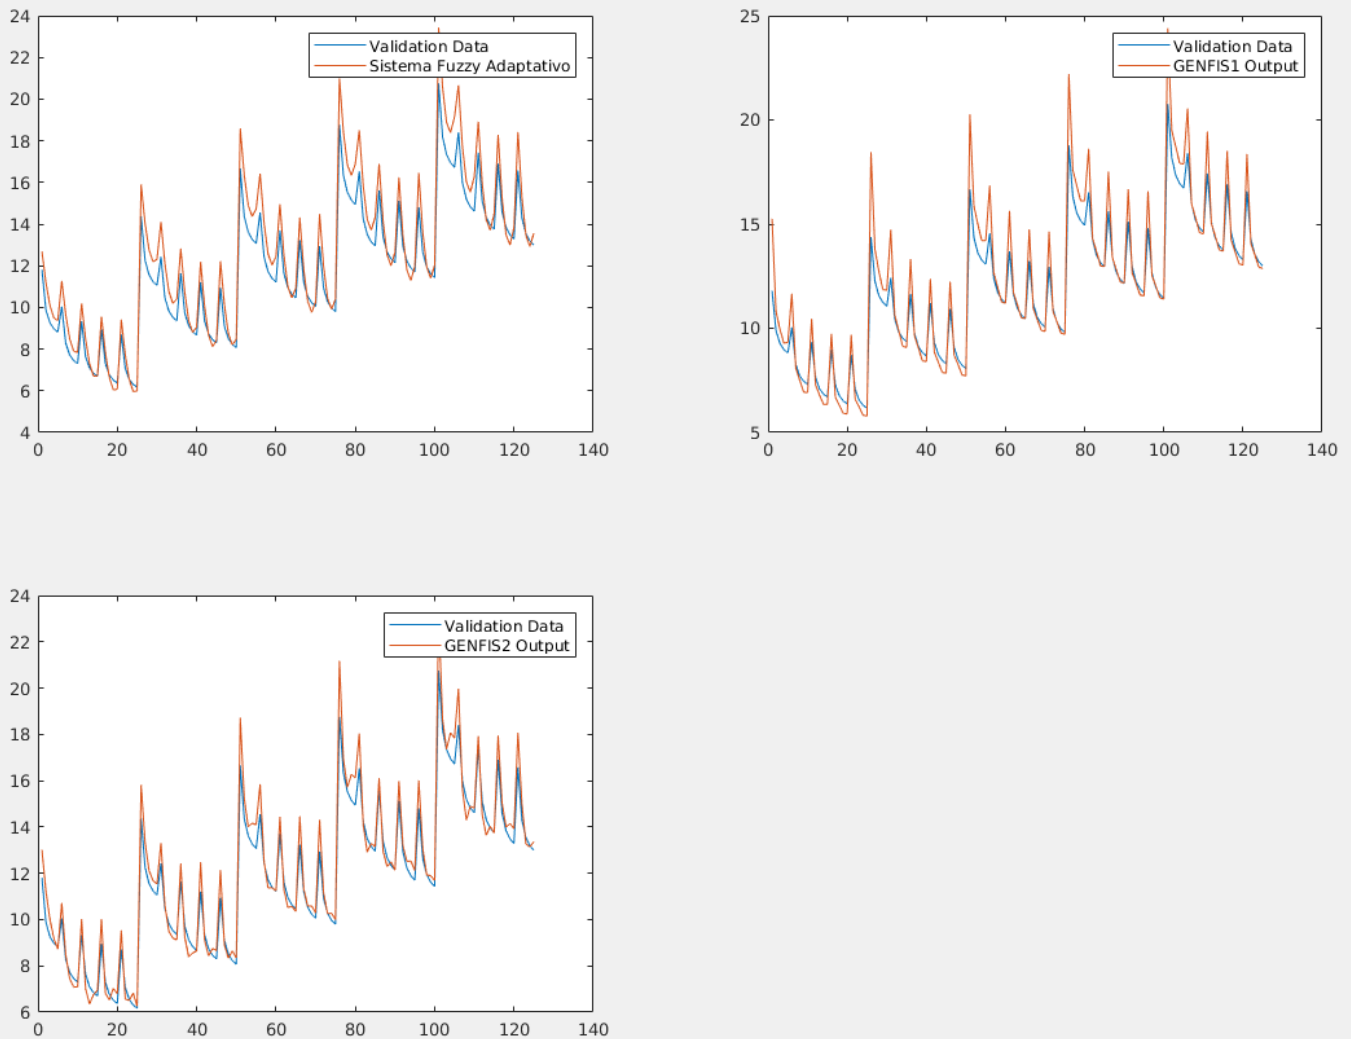 24
22
20
18
16
14
12
10
8
6
4
0 20 40 60 80 100 120 140
Validation Data
Sistema Fuzzy Adaptativo
25
20
15
10
5
0 20 40 60 80 100 120 140
Validation Data
GENFIS1 Output
24
22
20
18
16
14
12
10
8
6
0 20 40 60 80 100 120 140
Validation Data
GENFIS2 Output